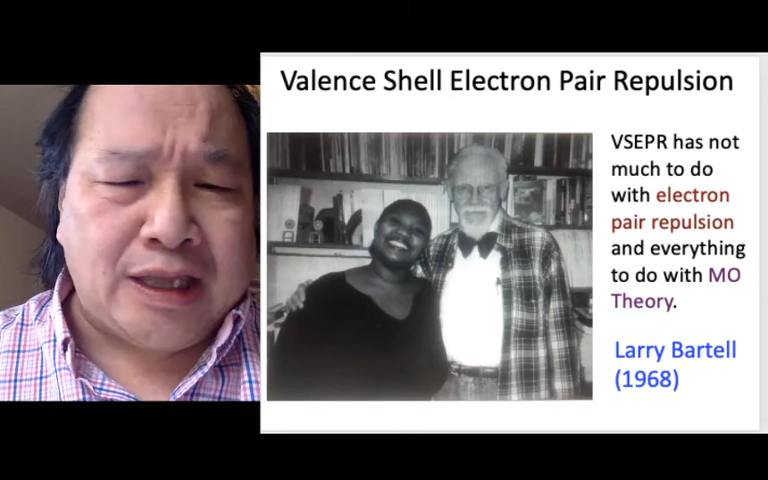 Valence Shell Electron Pair Repulsion
VSEPR has not
much to do
with electron
pair repulsion
and everything
to do with MO
Theory.
Larry Bartell
(1968)